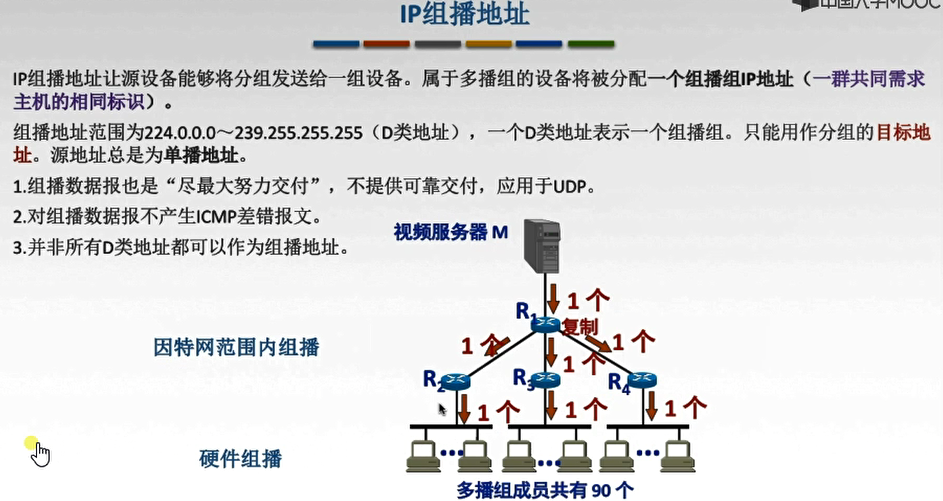 中国大学MOOC
IP组播地址
IP组播地址让源设备能够将分组发送给一组设备。属于多播组的设备将被分配一个组播组IP地址（一群共同需求
主机的相同标识）。
组播地址范围为224.0.0.0～239.255.255.255（D类地址），一个D类地址表示一个组播组。只能用作分组的目标地
址。源地址总是为单播地址。
1.组播数据报也是“尽最大努力交付”，不提供可靠交付，应用于UDP。
2.对组播数据报不产生ICMP差错报文。
3.并非所有D类地址都可以作为组播地址。
视频服务器 M
1 个
R1
复制
1 个
1 个
1 个
因特网范围内组播
R2
R3
R4
1 个
1 个
1 个
硬件组播
多播组成员共有 90 个